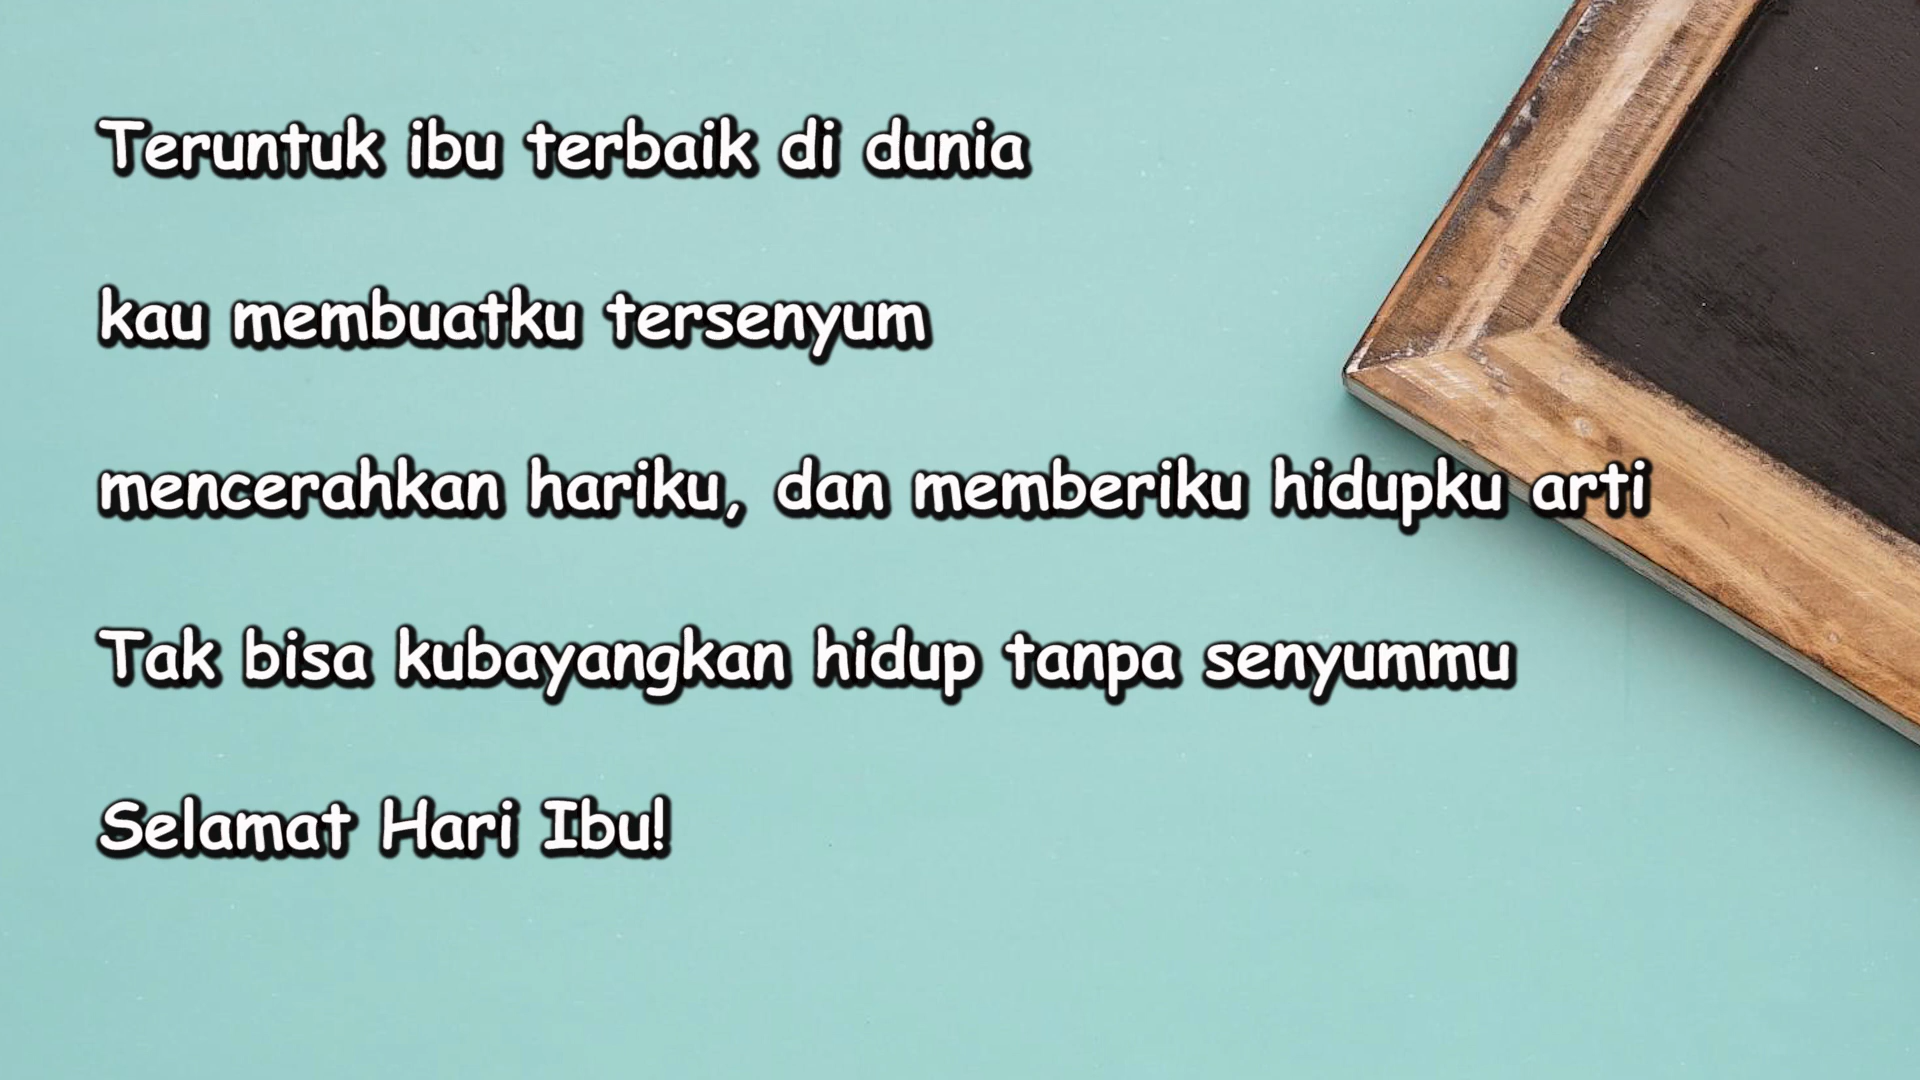 Teruntuk ibu terbaik di dunia
kau membuatku tersenyum
mencerahkan hariku, dan memberiku hidupku arti
Tak bisa kubayangkan hidup tanpa senyummu
Selamat Hari Ibu!